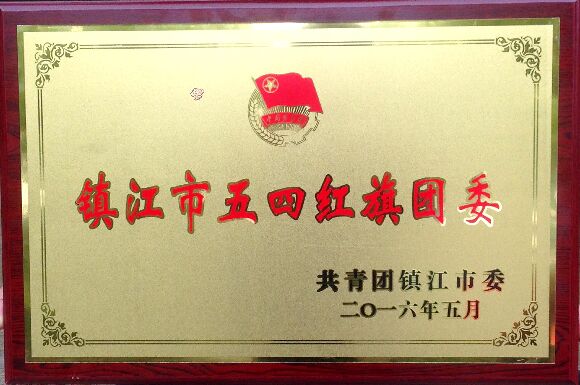 镇江市五四红旗团委
共青团镇江市委
二〇一六年五月